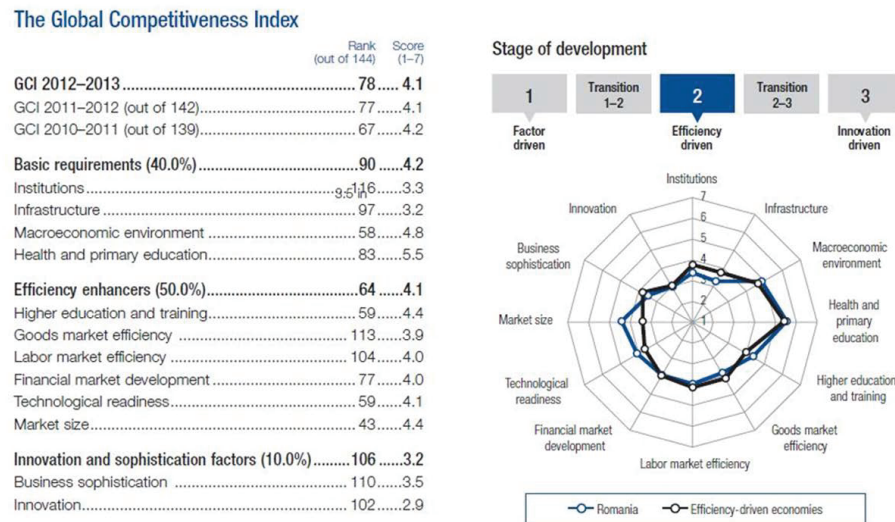 The Global Competitiveness Index
Rank Score
(out of 144) (1–7)
GCI 2012–2013 78 4.1
GCI 2011–2012 (out of 142) 77 4.1
GCI 2010–2011 (out of 139) 67 4.2
Basic requirements (40.0%) 90 4.2
Institutions 116 3.3
3.5 in
Infrastructure 97 3.2
Macroeconomic environment 58 4.8
Health and primary education 83 5.5
Efficiency enhancers (50.0%) 64 4.1
Higher education and training 59 4.4
Goods market efficiency 113 3.9
Labor market efficiency 104 4.0
Financial market development 77 4.0
Technological readiness 59 4.1
Market size 43 4.4
Innovation and sophistication factors (10.0%) 106 3.2
Business sophistication 110 3.5
Innovation 102 2.9
Stage of development
1
Transition
1–2
2
Transition
2–3
3
Factor
driven
Efficiency
driven
Innovation
driven
Institutions
Infrastructure
Macroeconomic
environment
Health and
primary
education
Higher education
and training
Goods market
efficiency
Labor market efficiency
Financial market
development
Technological
readiness
Market size
Business
sophistication
Innovation
7
6
5
4
3
2
1
Romania
Efficiency-driven economies